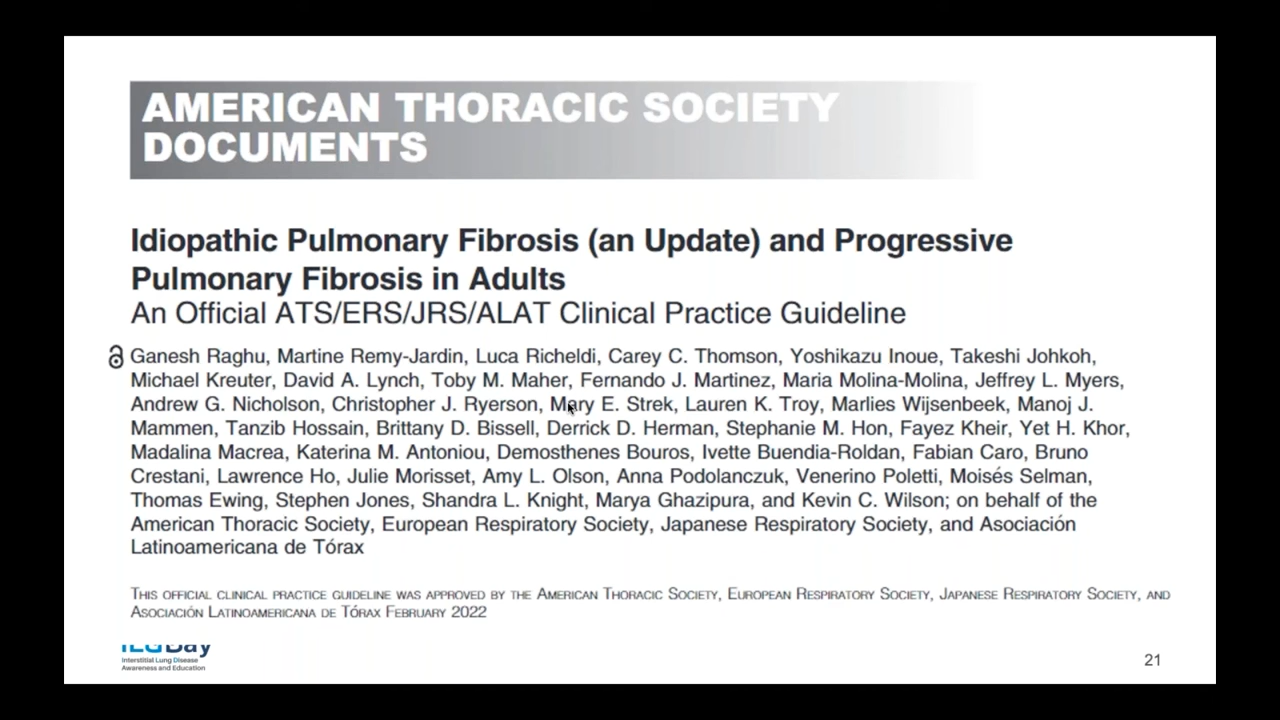 AMERICAN THORACIC SOCIETY
DOCUMENTS
Idiopathic Pulmonary Fibrosis (an Update) and Progressive
Pulmonary Fibrosis in Adults
An Official ATS/ERS/JRS/ALAT Clinical Practice Guideline
Ganesh Raghu, Martine Remy-Jardin, Luca Richeldi, Carey C. Thomson, Yoshikazu Inoue, Takeshi Johkoh,
Michael Kreuter, David A. Lynch, Toby M. Maher, Fernando J. Martinez, Maria Molina-Molina, Jeffrey L. Myers,
Andrew G. Nicholson, Christopher J. Ryerson, Mary E. Strek, Lauren K. Troy, Marlies Wijsenbeek, Manoj J.
Mammen, Tanzib Hossain, Brittany D. Bissell, Derrick D. Herman, Stephanie M. Hon, Fayez Kheir, Yet H. Khor,
Madalina Macrea, Katerina M. Antoniou, Demosthenes Bouros, Ivette Buendia-Roldan, Fabian Caro, Bruno
Crestani, Lawrence Ho, Julie Morisset, Amy L. Olson, Anna Podolanczuk, Venerino Poletti, Moisés Selman,
Thomas Ewing, Stephen Jones, Shandra L. Knight, Marya Ghazipura, and Kevin C. Wilson; on behalf of the
American Thoracic Society, European Respiratory Society, Japanese Respiratory Society, and Asociación
Latinoamericana de Tórax
THIS OFFICIAL CLINICAL PRACTICE GUIDELINE WAS APPROVED BY THE AMERICAN THORACIC SOCIETY, EUROPEAN RESPIRATORY SOCIETY, JAPANESE RESPIRATORY SOCIETY, AND
ASOCIACIÓN LATINOAMERICANA DE TÓRAX FEBRUARY 2022
Interstitial Lung Disease
Awareness and Education
21